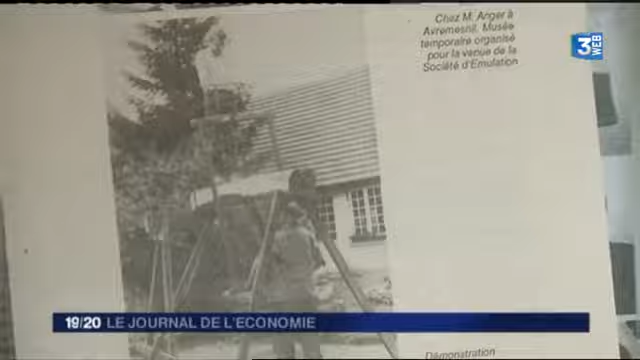 Chez M. Anger à
Avremesnil. Musée
temporaire organisé
pour la venue de la
Société d'Emulation
3 WEB
19/20 LE JOURNAL DE L'ECONOMIE
Démonstration